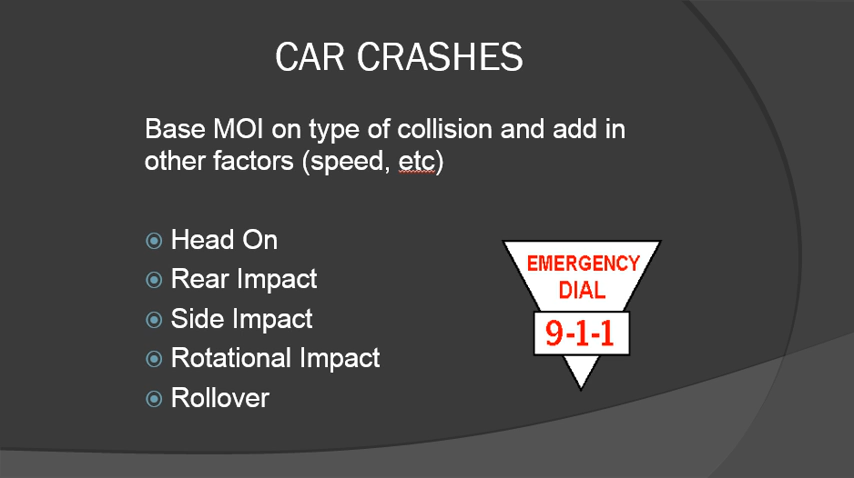 CAR CRASHES
Base MOI on type of collision and add in
other factors (speed, etc)
Head On
Rear Impact
Side Impact
Rotational Impact
Rollover
EMERGENCY
DIAL
9-1-1